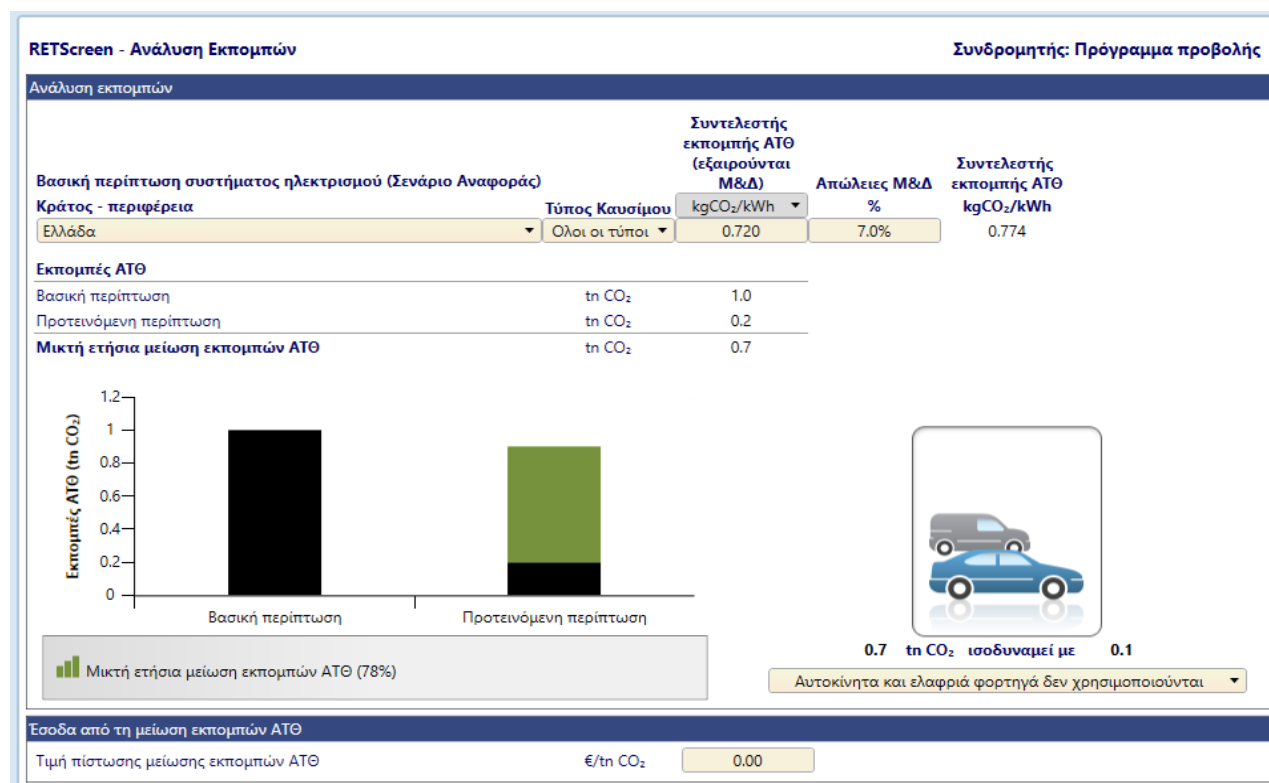 RETScreen - Ανάλυση Εκπομπών
Συνδρομητής: Πρόγραμμα προβολής
Ανάλυση εκπομπών
Βασική περίπτωση συστήματος ηλεκτρισμού (Σενάριο Αναφοράς)
Κράτος - περιφέρεια
Τύπος Καυσίμου
Συντελεστής
εκπομπής ΑΤΘ
(εξαιρούνται
Μ&Δ)
kgCO₂/kWh
Απώλειες Μ&Δ
%
Συντελεστής
εκπομπής ΑΤΘ
kgCO₂/kWh
Ελλάδα Ολοι οι τύποι 0.720 7.0% 0.774
Εκπομπές ΑΤΘ
Βασική περίπτωση tn CO₂ 1.0
Προτεινόμενη περίπτωση tn CO₂ 0.2
Μικτή ετήσια μείωση εκπομπών ΑΤΘ tn CO₂ 0.7
Εκπομπές ΑΤΘ (tn CO₂)
1.2
1
0.8
0.6
0.4
0.2
0
Βασική περίπτωση Προτεινόμενη περίπτωση
Μικτή ετήσια μείωση εκπομπών ΑΤΘ (78%)
0.7 tn CO₂ ισοδυναμεί με 0.1
Αυτοκίνητα και ελαφριά φορτηγά δεν χρησιμοποιούνται
Έσοδα από τη μείωση εκπομπών ΑΤΘ
Τιμή πίστωσης μείωσης εκπομπών ΑΤΘ €/tn CO₂ 0.00